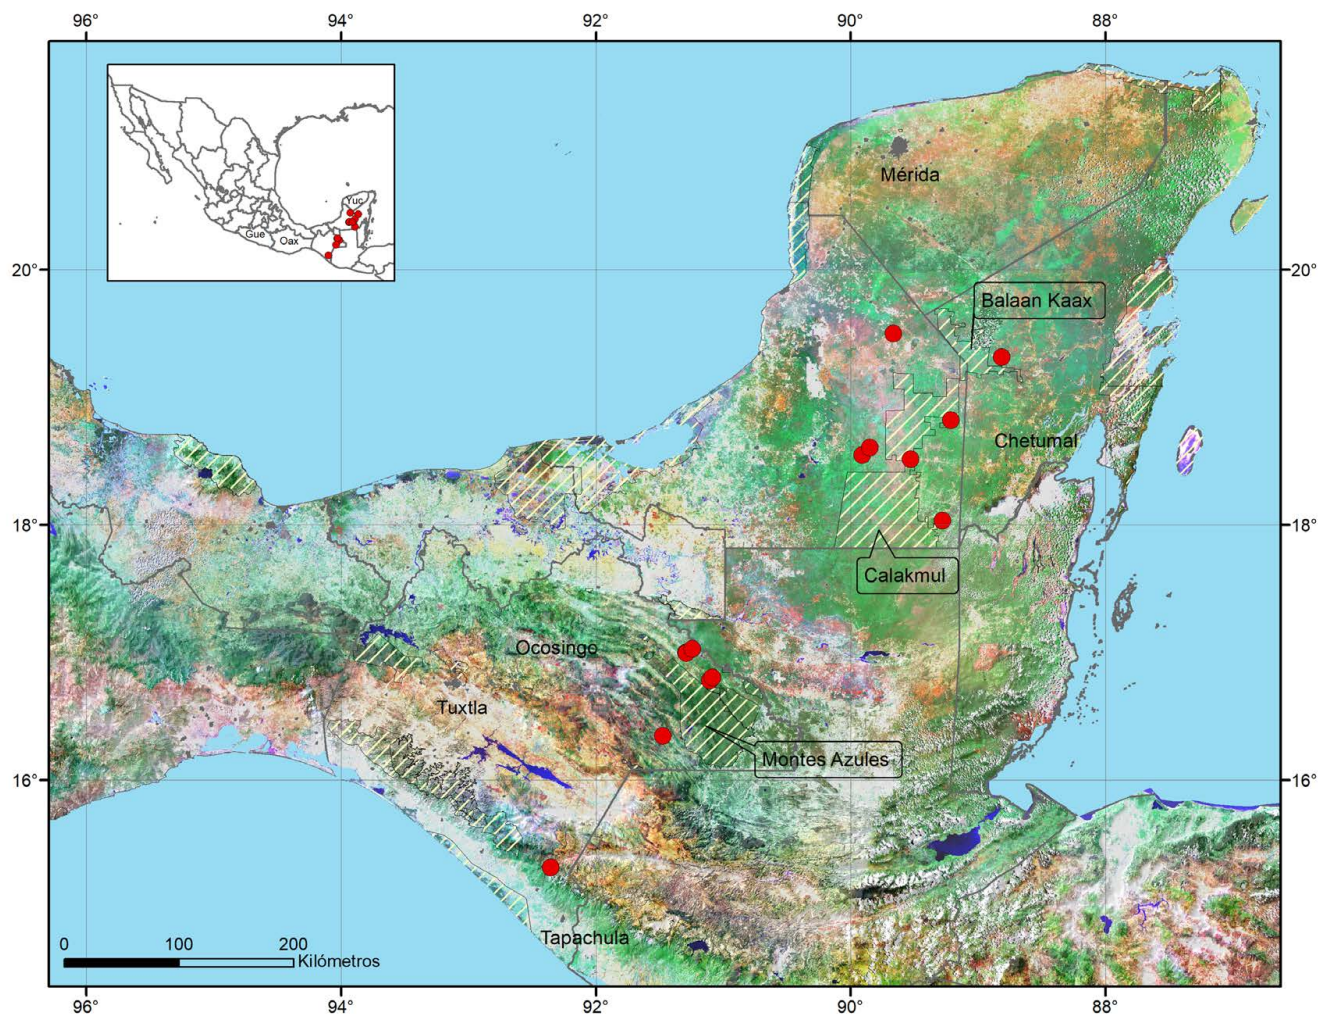 96° 94° 92° 90° 88°
Yuc
Gue Oax
Mérida
20° 20°
Balaan Kaax
Chetumal
18° 18°
Calakmul
Ocosingo
Tuxtla
Montes Azules
16° 16°
Tapachula
0 100 200
Kilómetros
96° 94° 92° 90° 88°